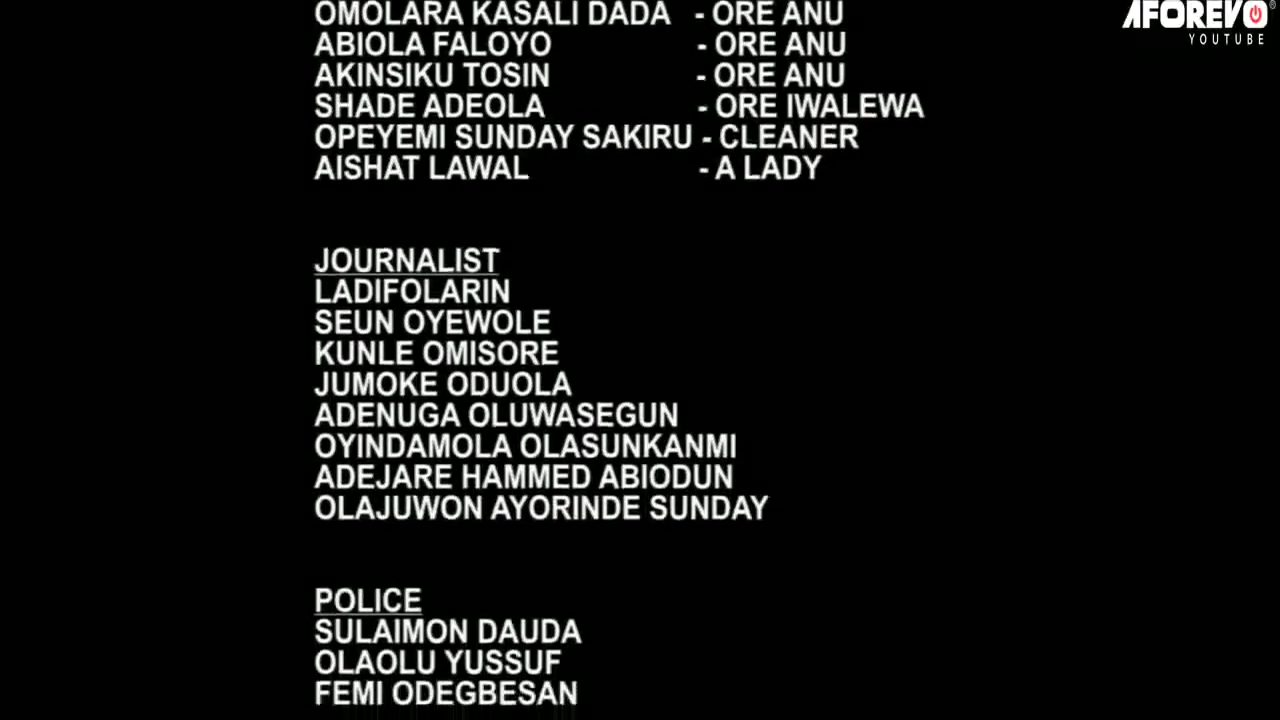 OMOLARA KASALI DADA - ORE ANU
ABIOLA FALOYO - ORE ANU
AKINSIKU TOSIN - ORE ANU
SHADE ADEOLA - ORE IWALEWA
OPEYEMI SUNDAY SAKIRU - CLEANER
AISHAT LAWAL - A LADY
JOURNALIST
LADIFOLARIN
SEUN OYEWOLE
KUNLE OMISORE
JUMOKE ODUOLA
ADENUGA OLUWASEGUN
OYINDAMOLA OLASUNKANMI
ADEJARE HAMMED ABIODUN
OLAJUWON AYORINDE SUNDAY
POLICE
SULAIMON DAUDA
OLAOLU YUSSUF
FEMI ODEGBESAN
AFOREVO®
YOUTUBE